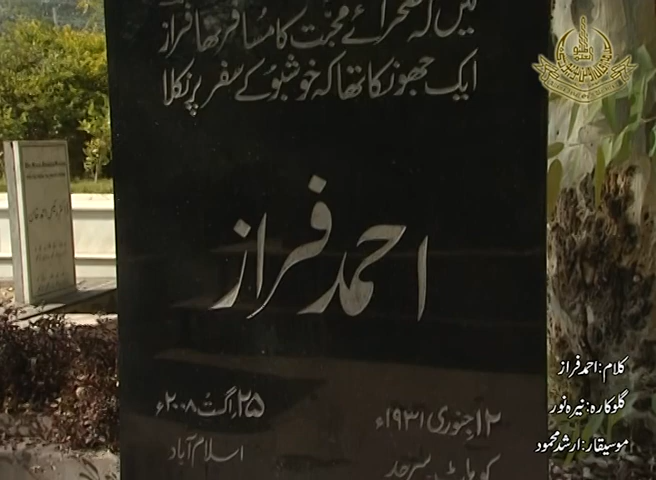 میں کہ صحرائے محبت کا مسافر تھا فراز
ایک جھونکا تھا کہ خوشبو کے سفر پر نکلا
احمد فراز
۱۲ جنوری ۱۹۳۱ء
۲۵ اگست ۲۰۰۸ء
اسلام آباد
کلام: احمد فراز
گلوکارہ: نیرہ نور
موسیقار: ارشد محمود